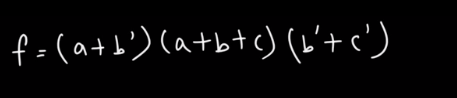 f = (a+b')(a+b+c)(b'+c')